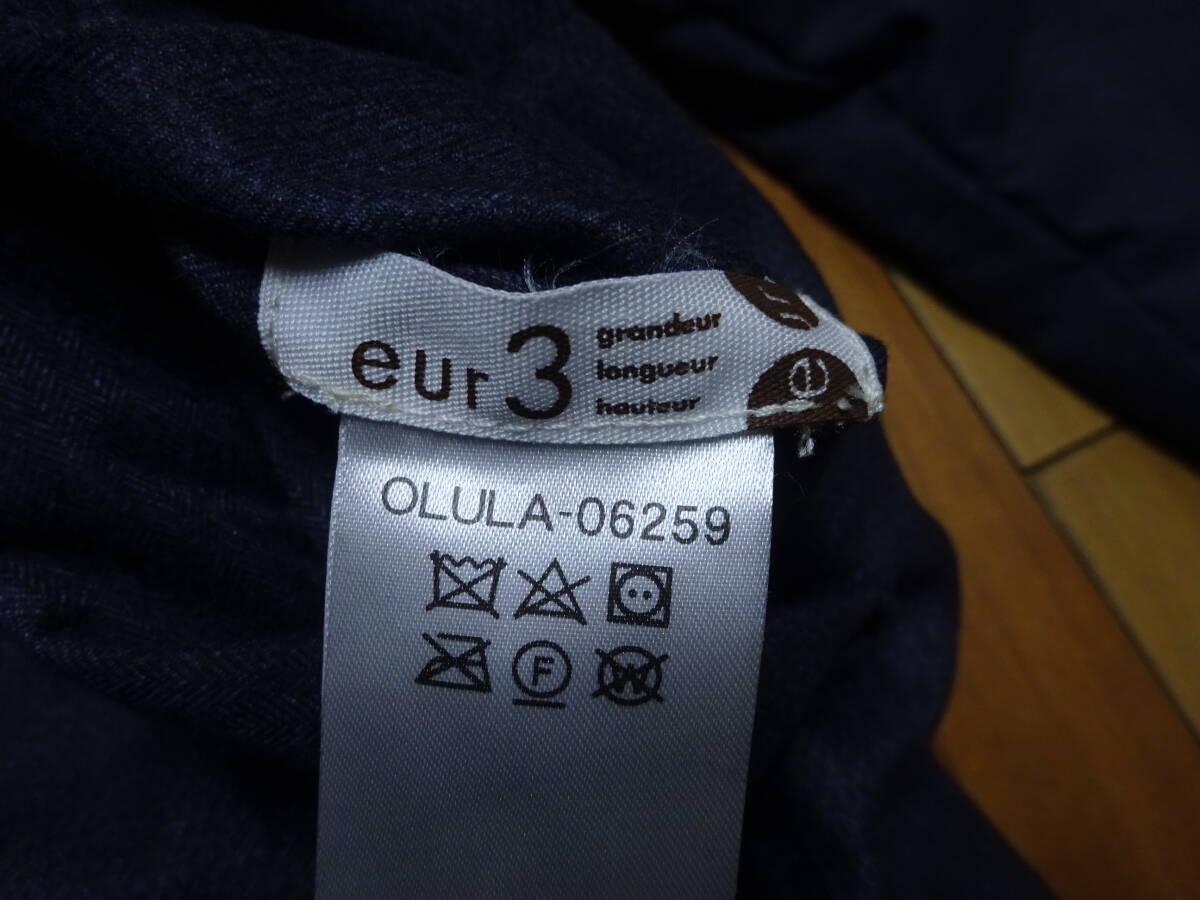 eur3
grandeur
longueur
hauteur
OLULA-06259
F W